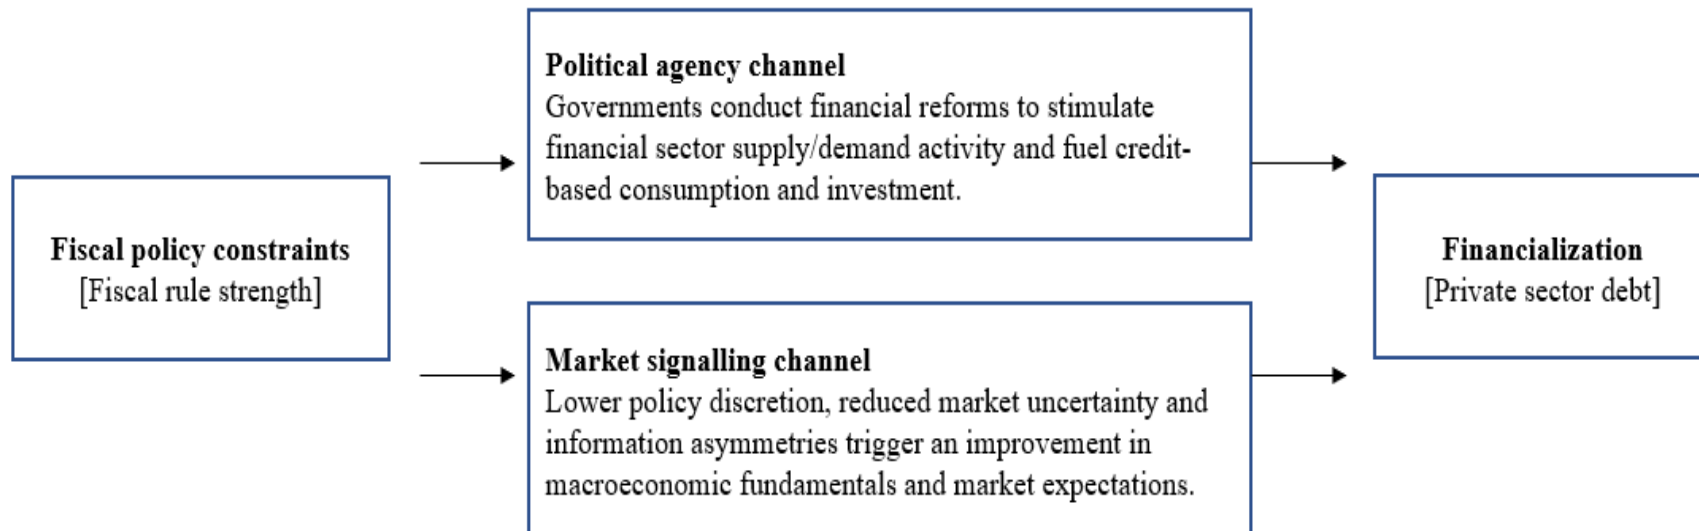 Political agency channel
Governments conduct financial reforms to stimulate
financial sector supply/demand activity and fuel credit-
based consumption and investment.
Fiscal policy constraints
[Fiscal rule strength]
Financialization
[Private sector debt]
Market signalling channel
Lower policy discretion, reduced market uncertainty and
information asymmetries trigger an improvement in
macroeconomic fundamentals and market expectations.